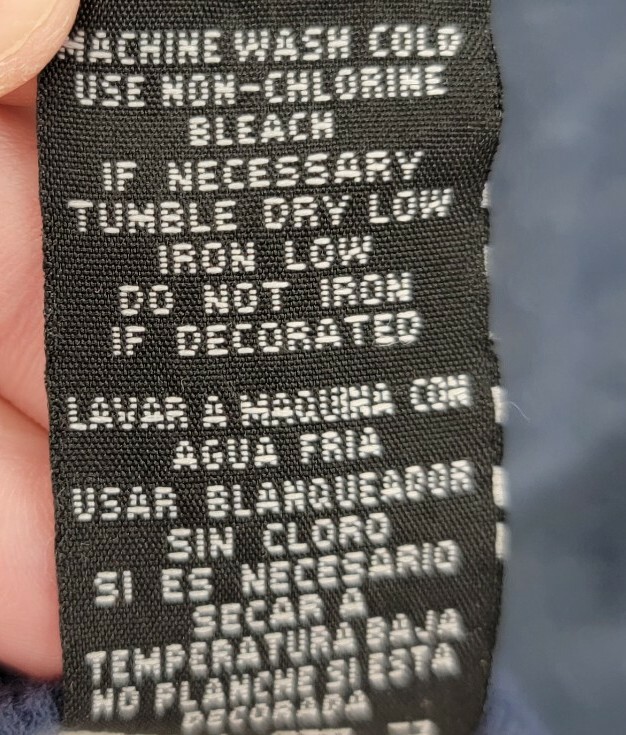 MACHINE WASH COLD
USE NON-CHLORINE
BLEACH
IF NECESSARY
TUMBLE DRY LOW
IRON LOW
DO NOT IRON
IF DECORATED
LAVAR A MAQUINA CON
AGUA FRIA
USAR BLANQUEADOR
SIN CLORO
SI ES NECESARIO
SECAR A
TEMPERATURA BAJA
NO PLANCHE SI ESTA
DECORADA